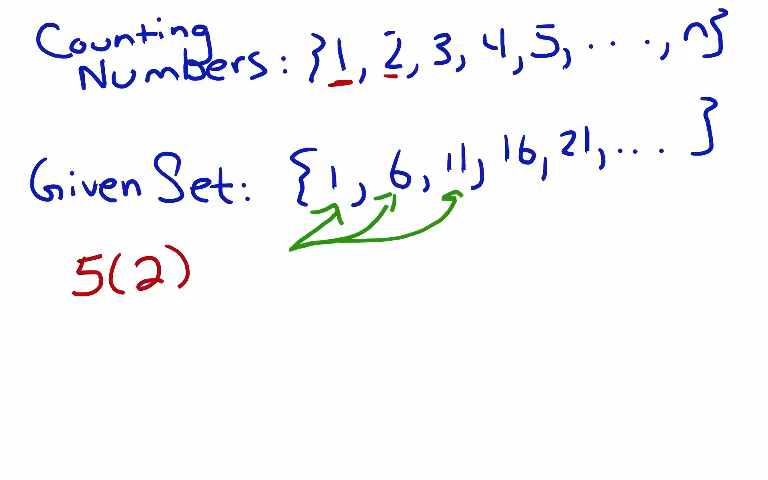 Counting
Numbers: }1, 2, 3, 4, 5, . . . ., n}
Given Set: {1, 6, 11, 16, 21, . . . }
5(2)